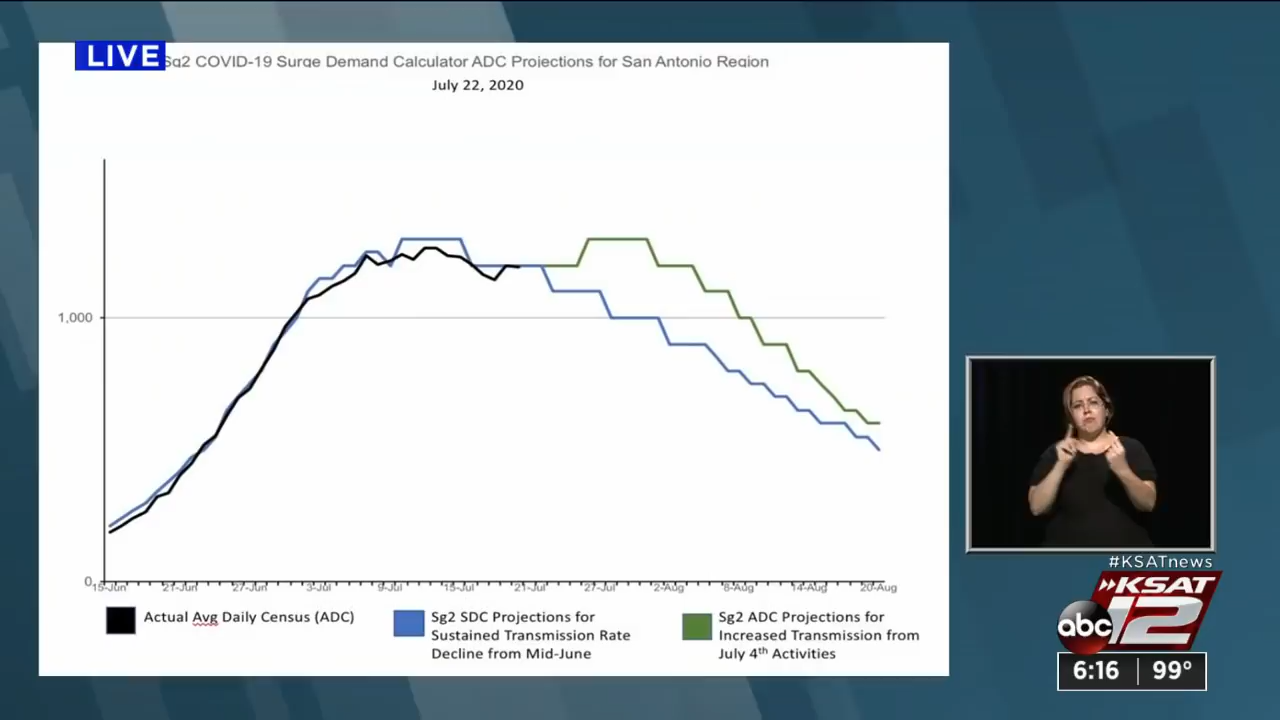 LIVE
Sg2 COVID-19 Surge Demand Calculator ADC Projections for San Antonio Region
July 22, 2020
1,000
0
15-Jun 21-Jun 27-Jun 3-Jul 9-Jul 15-Jul 21-Jul 27-Jul 2-Aug 8-Aug 14-Aug 20-Aug
Actual Avg Daily Census (ADC)
Sg2 SDC Projections for
Sustained Transmission Rate
Decline from Mid-June
Sg2 ADC Projections for
Increased Transmission from
July 4th Activities
#KSATnews
KSAT
abc 12
6:16 99°